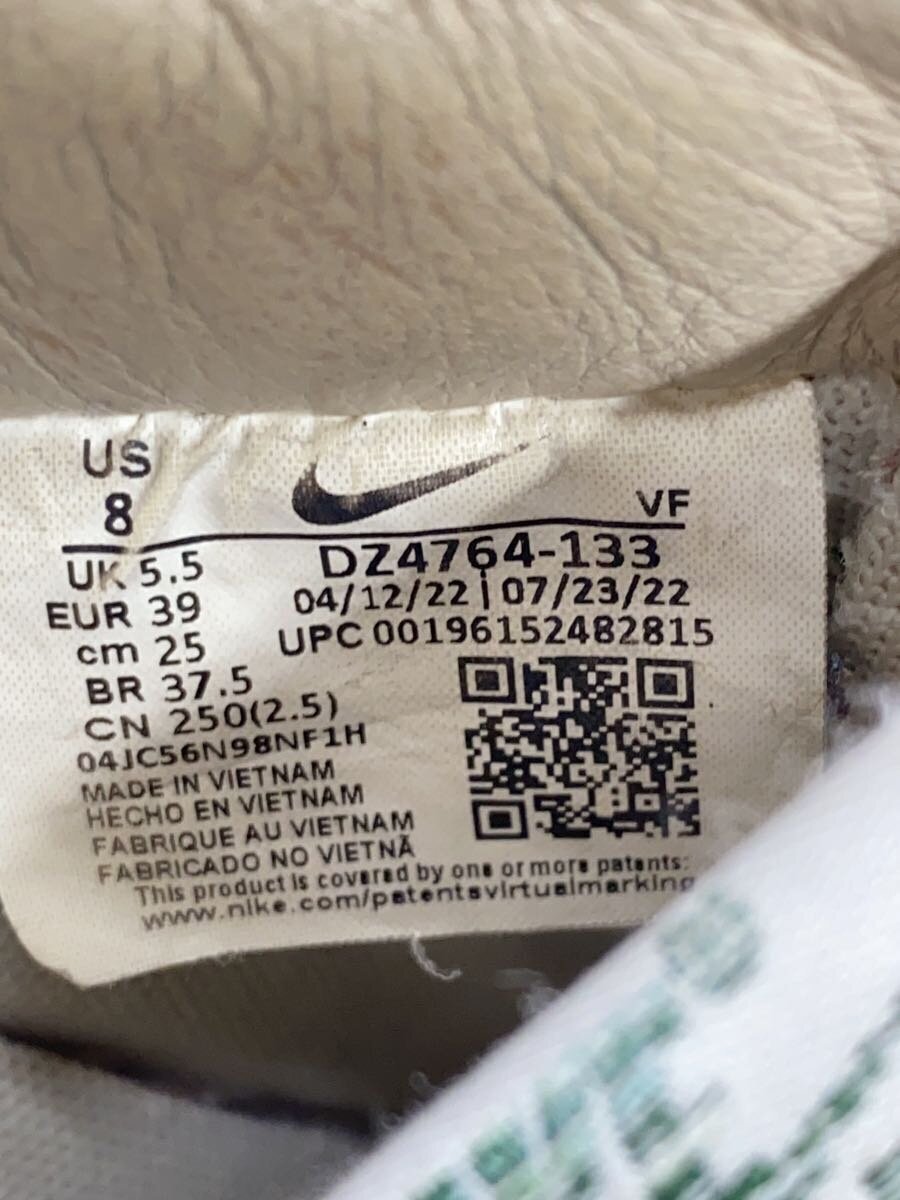 US
8
VF
UK 5.5
DZ4764-133
EUR 39
04/12/22 | 07/23/22
cm 25
UPC 00196152482815
BR 37.5
CN 250(2.5)
04JC56N98NF1H
MADE IN VIETNAM
HECHO EN VIETNAM
FABRIQUE AU VIETNAM
FABRICADO NO VIETNÃ
This product is covered by one or more patents:
www.nike.com/patentsvirtualmarking